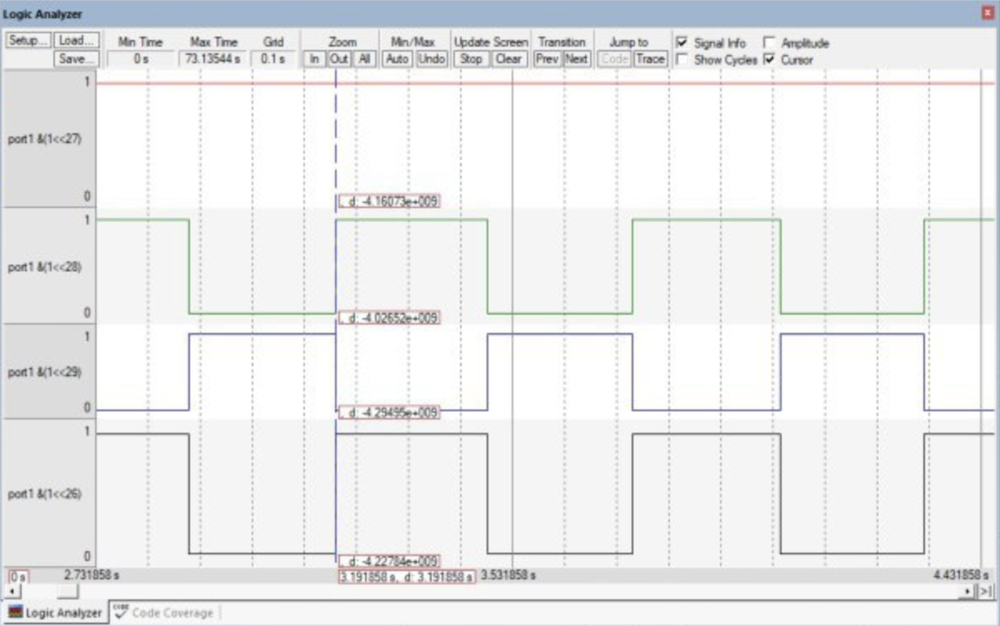 Logic Analyzer
Setup... Load... Min Time Max Time Grid Zoom Min/Max Update Screen Transition Jump to Signal Info Amplitude
Save... 0 s 73.13544 s 0.1 s In Out All Auto Undo Stop Clear Prev Next Code Trace Show Cycles Cursor
1
port1 &(1<<27)
0
, d: -4.16073e+009
1
port1 &(1<<28)
0
, d: -4.02652e+009
1
port1 &(1<<29)
0
, d: -4.29495e+009
1
port1 &(1<<26)
0
, d: -4.22784e+009
0 s 2.731858 s 3.191858 s, d: 3.191858 s 3.531858 s 4.431858 s
Logic Analyzer Code Coverage